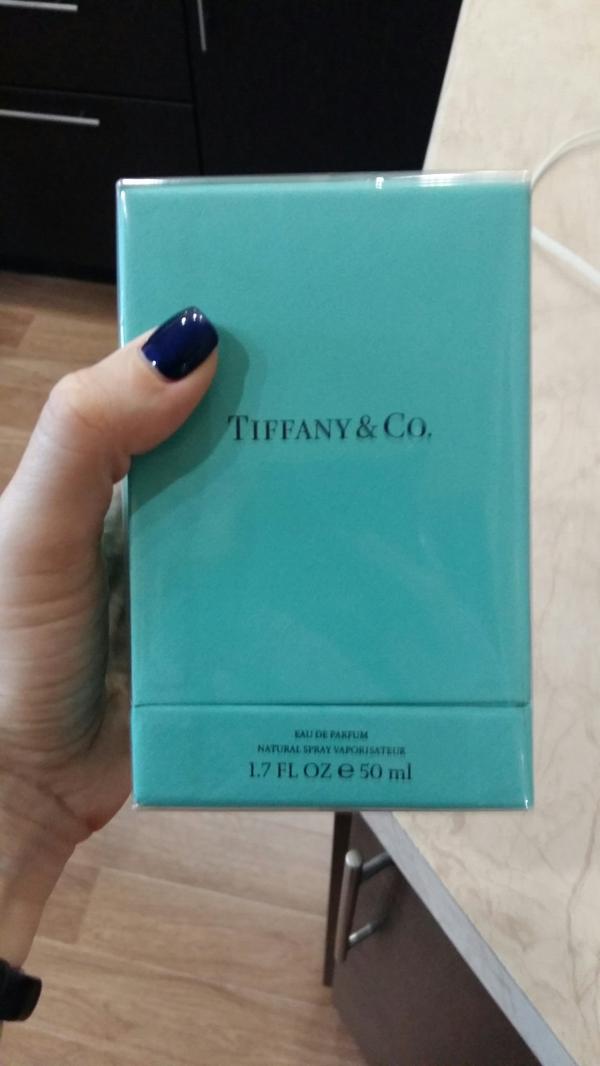 TIFFANY & CO.
EAU DE PARFUM
NATURAL SPRAY VAPORISATEUR
1.7 FL OZ ℮ 50 ml